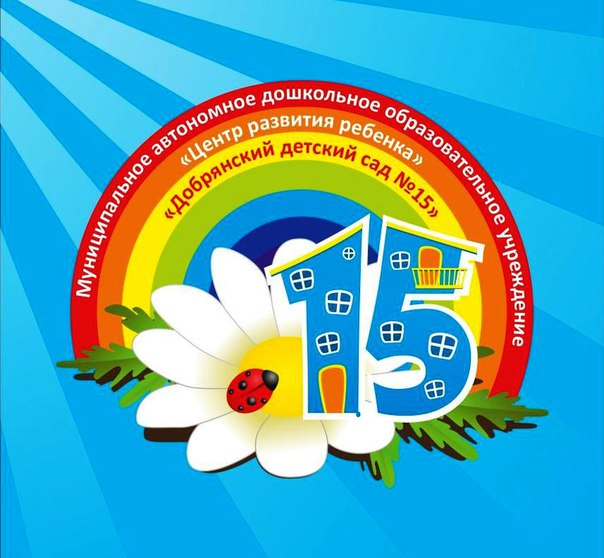 Муниципальное автономное дошкольное образовательное учреждение
«Центр развития ребенка»
«Добрянский детский сад №15»
15